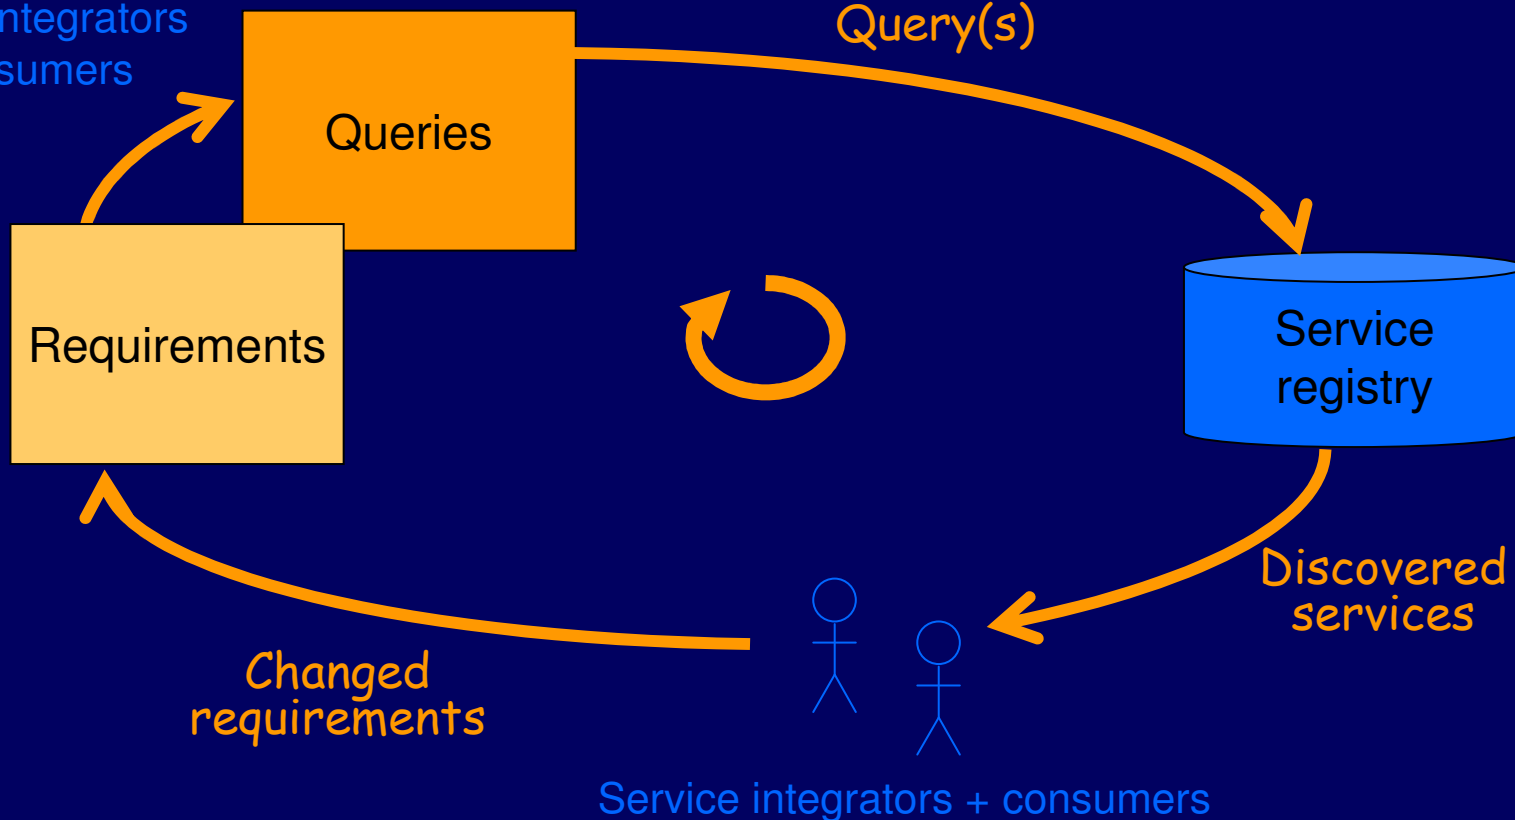 ntegrators
sumers
Query(s)
Queries
Requirements
Service
registry
Discovered
services
Changed
requirements
Service integrators + consumers